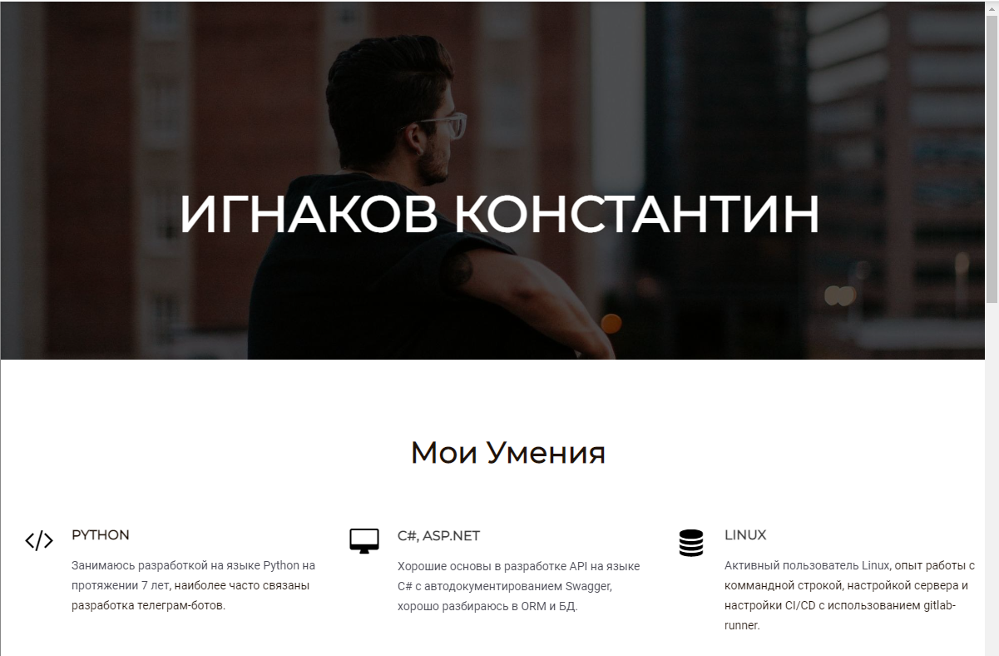 ИГНАКОВ КОНСТАНТИН
Мои Умения
PYTHON
Занимаюсь разработкой на языке Python на
протяжении 7 лет, наиболее часто связаны
разработка телеграм-ботов.
C#, ASP.NET
Хорошие основы в разработке API на языке
C# с автодокументированием Swagger,
хорошо разбираюсь в ORM и БД.
LINUX
Активный пользователь Linux, опыт работы с
коммандной строкой, настройкой сервера и
настройки CI/CD с использованием gitlab-
runner.